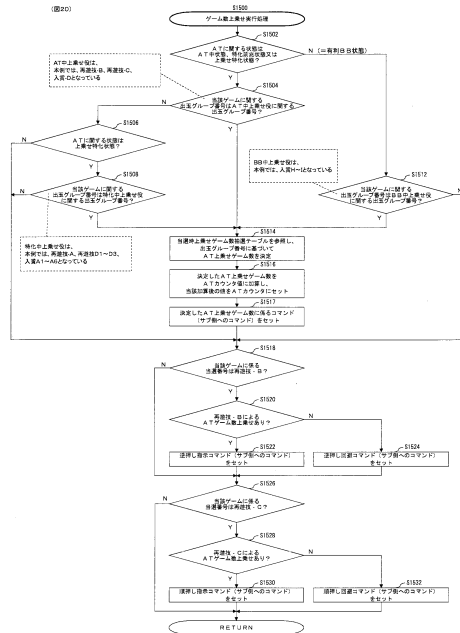 (図20)
S1500
ゲーム数上乗せ実行処理
S1502
ATに関する状態は
AT中状態、特化前兆状態又は
上乗せ特化状態?
N (=有利BB状態)
Y
AT中上乗せ役は、
本例では、再遊技-B、再遊技-C、
入賞-Dとなっている
S1504
当該ゲームに関する
出玉グループ番号はAT中上乗せ役に関する
出玉グループ番号?
N
Y
S1506
ATに関する状態は
上乗せ特化状態?
N
Y
S1508
当該ゲームに関する
出玉グループ番号は特化中上乗せ役
に関する出玉グループ番号?
N
Y
BB中上乗せ役は、
本例では、入賞H~Iとなっている
S1512
当該ゲームに関する
出玉グループ番号はBB中上乗せ役
に関する出玉グループ番号?
N
Y
特化中上乗せ役は、
本例では、再遊技-A、再遊技D1~D3、
入賞A1~A6となっている
S1514
当選時上乗せゲーム数抽選テーブルを参照し、
出玉グループ番号に基づいて
AT上乗せゲーム数を決定
S1516
決定したAT上乗せゲーム数を
ATカウンタ値に加算し、
当該加算後の値をATカウンタにセット
S1517
決定したAT上乗せゲーム数に係るコマンド
(サブ側へのコマンド)をセット
S1518
当該ゲームに係る
当選番号は再遊技-B?
N
Y
S1520
再遊技-Bによる
ATゲーム数上乗せあり?
N
Y
S1522
逆押し指示コマンド(サブ側へのコマンド)
をセット
S1524
逆押し回避コマンド(サブ側へのコマンド)
をセット
S1526
当該ゲームに係る
当選番号は再遊技-C?
N
Y
S1528
再遊技-Cによる
ATゲーム数上乗せあり?
N
Y
S1530
順押し指示コマンド(サブ側へのコマンド)
をセット
S1532
順押し回避コマンド(サブ側へのコマンド)
をセット
RETURN